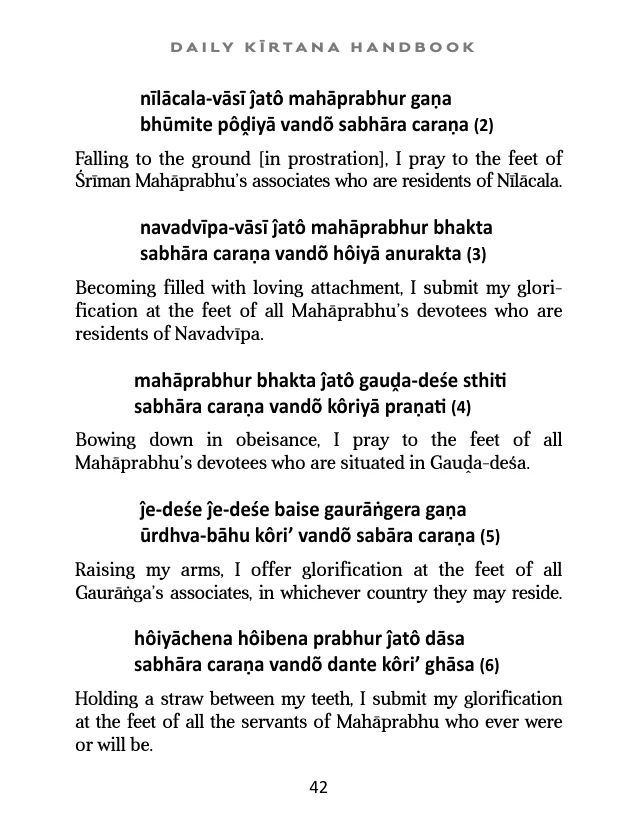 DAILY KĪRTANA HANDBOOK
nīlācala-vāsī ĵatô mahāprabhur gaṇa
bhūmite pôḓiyā vandõ sabhāra caraṇa (2)
Falling to the ground [in prostration], I pray to the feet of
Śrīman Mahāprabhu’s associates who are residents of Nīlācala.
navadvīpa-vāsī ĵatô mahāprabhur bhakta
sabhāra caraṇa vandõ hôiyā anurakta (3)
Becoming filled with loving attachment, I submit my glori-
fication at the feet of all Mahāprabhu’s devotees who are
residents of Navadvīpa.
mahāprabhur bhakta ĵatô gauḓa-deśe sthiti
sabhāra caraṇa vandõ kôriyā praṇati (4)
Bowing down in obeisance, I pray to the feet of all
Mahāprabhu’s devotees who are situated in Gauḓa-deśa.
ĵe-deśe ĵe-deśe baise gaurāṅgera gaṇa
ūrdhva-bāhu kôri’ vandõ sabāra caraṇa (5)
Raising my arms, I offer glorification at the feet of all
Gaurāṅga’s associates, in whichever country they may reside.
hôiyāchena hôibena prabhur ĵatô dāsa
sabhāra caraṇa vandõ dante kôri’ ghāsa (6)
Holding a straw between my teeth, I submit my glorification
at the feet of all the servants of Mahāprabhu who ever were
or will be.
42